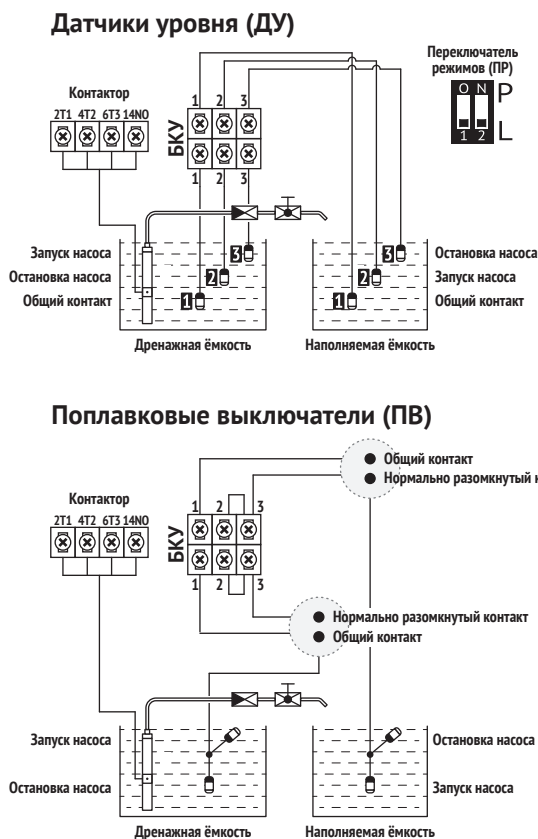 Датчики уровня (ДУ)
Переключатель
режимов (ПР)
O N
P
1 2
L
Контактор
2T1 4T2 6T3 14NO
1 2 3
БКУ
1 2 3
Запуск насоса
Остановка насоса
Общий контакт
3
2
1
3
2
1
Остановка насоса
Запуск насоса
Общий контакт
Дренажная ёмкость
Наполняемая ёмкость
Поплавковые выключатели (ПВ)
Общий контакт
Нормально разомкнутый к
Контактор
2T1 4T2 6T3 14NO
1 2 3
БКУ
1 2 3
Нормально разомкнутый контакт
Общий контакт
Запуск насоса
Остановка насоса
Остановка насоса
Запуск насоса
Дренажная ёмкость
Наполняемая ёмкость